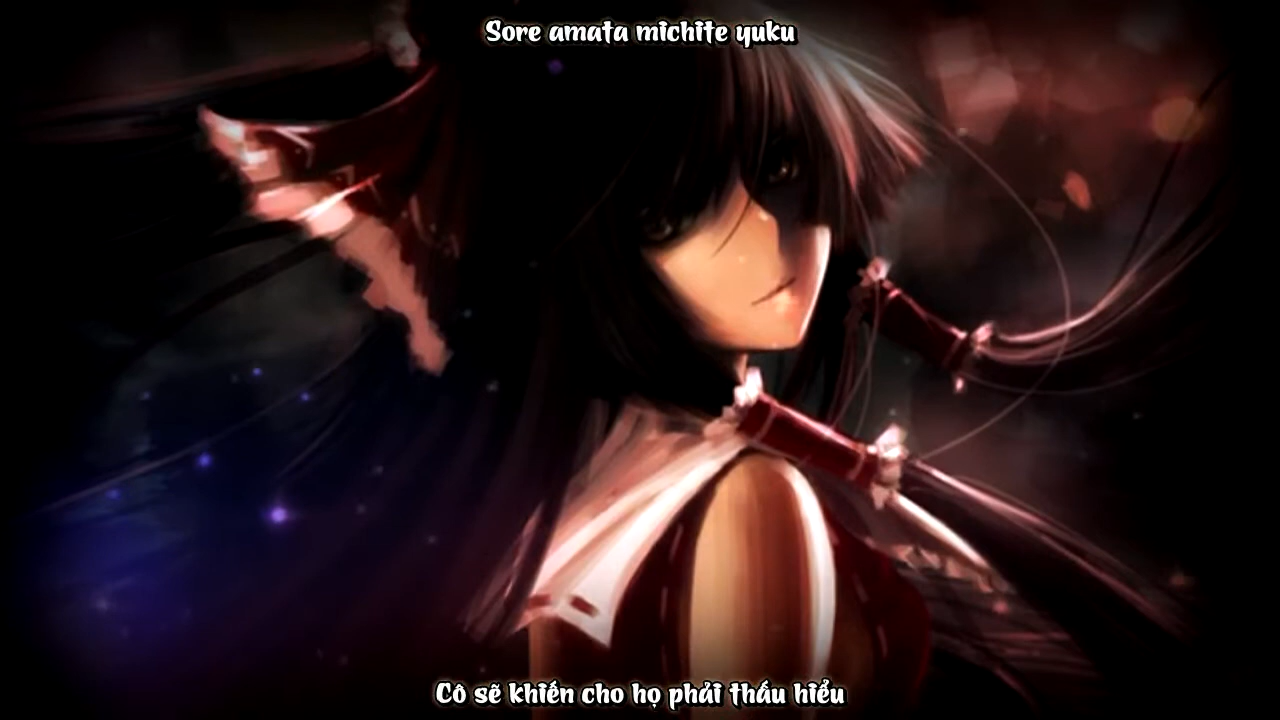 Sore amata michite yuku
Cô sẽ khiến cho họ phải thấu hiểu